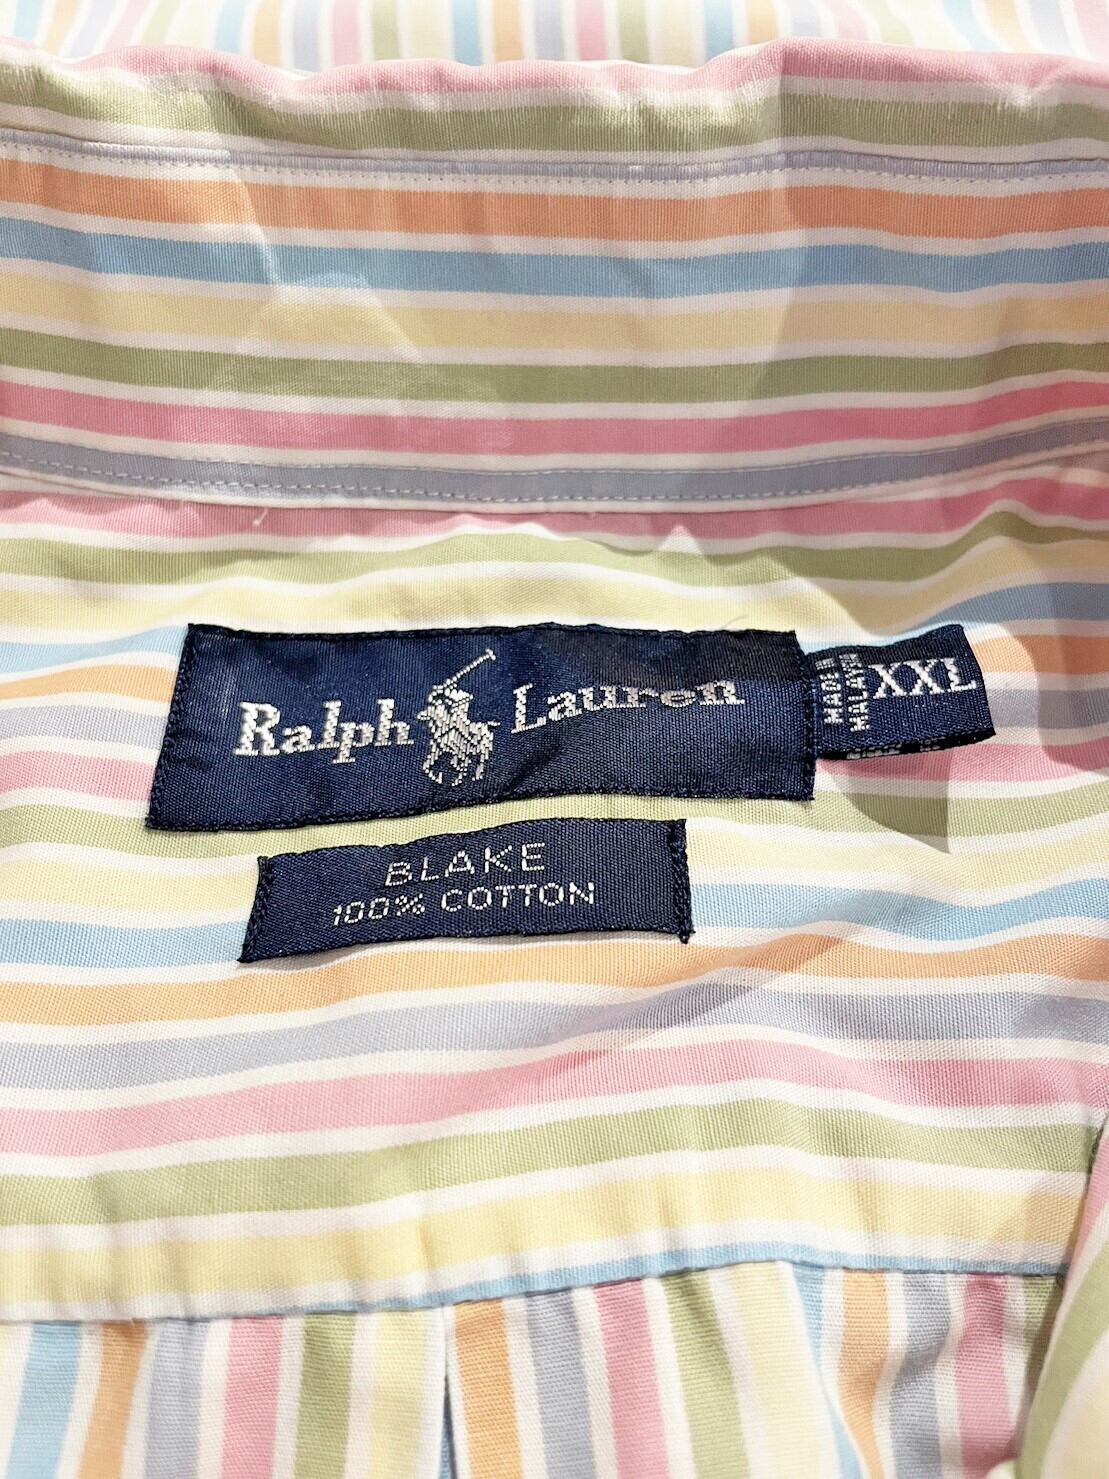 Ralph Lauren
MADE IN
MALAYSIA
XXL
BLAKE
100% COTTON